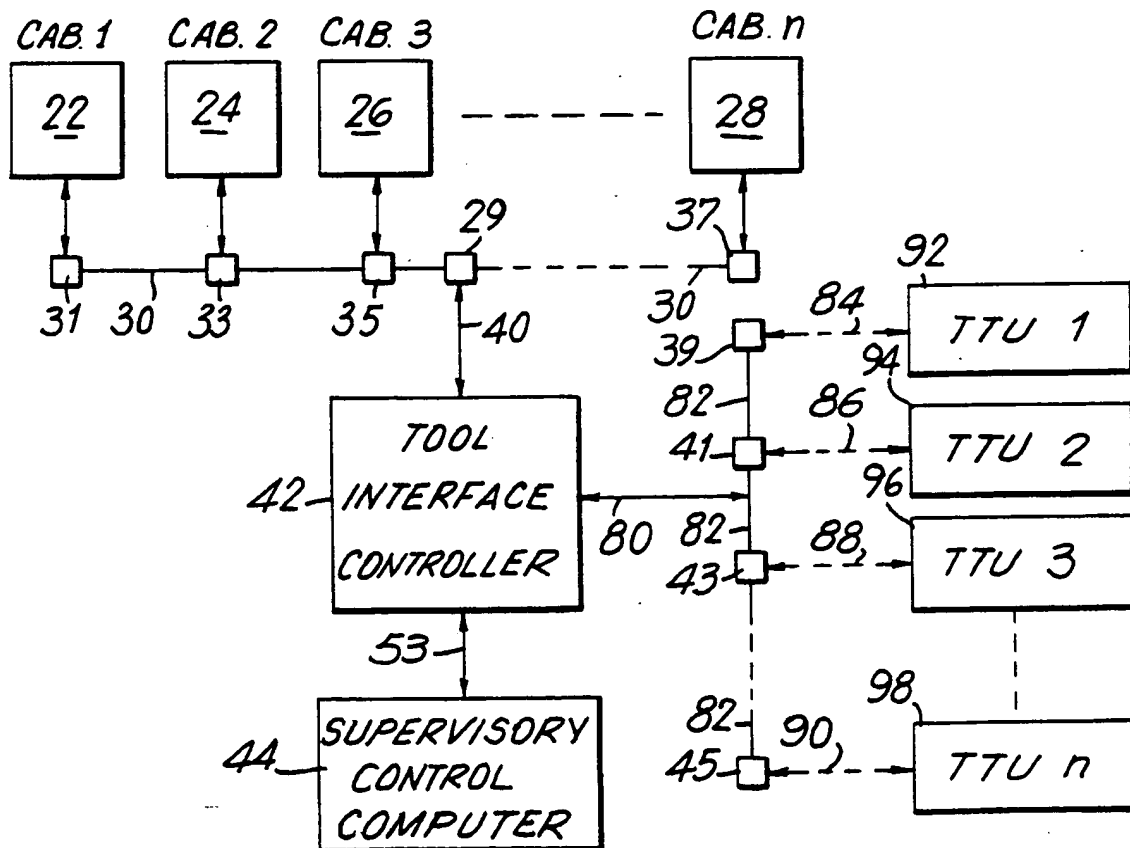 CAB. 1 CAB. 2 CAB. 3 CAB. n
22 24 26 28
29 37
31 30 33 35 30
92
40 39 84 TTU 1
94
82 86
41 TTU 2
TOOL
INTERFACE
CONTROLLER
42 80
96
82 88
43 TTU 3
53
98
82 90
45 TTU n
44
SUPERVISORY
CONTROL
COMPUTER